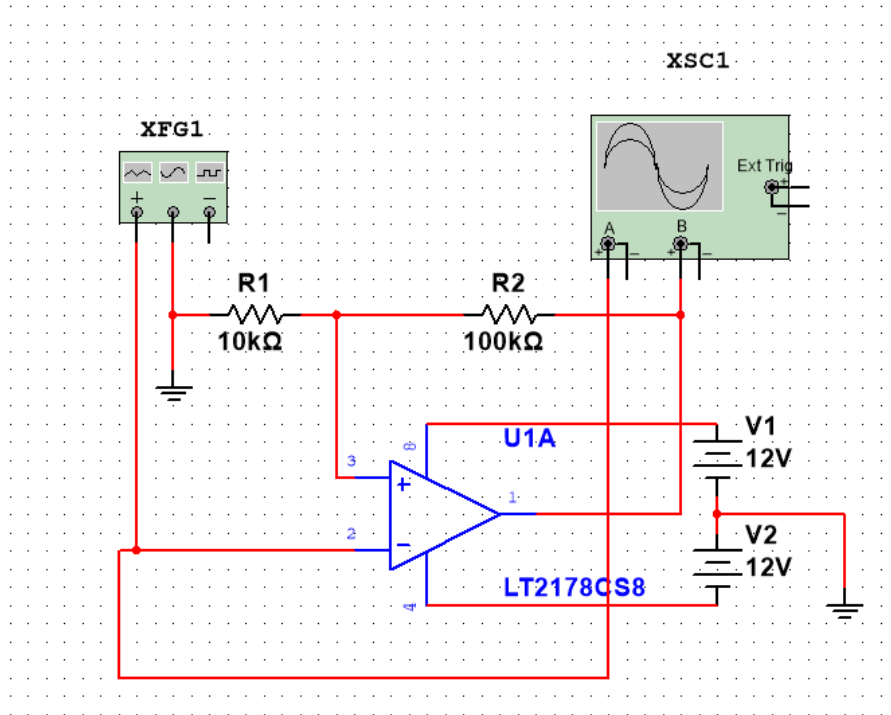 XSC1
XFG1
Ext Trig
+
−
+
−
A
B
+
−
+
−
R1
10kΩ
R2
100kΩ
V1
12V
U1A
8
3
+
1
2
−
V2
12V
LT2178CS8
4